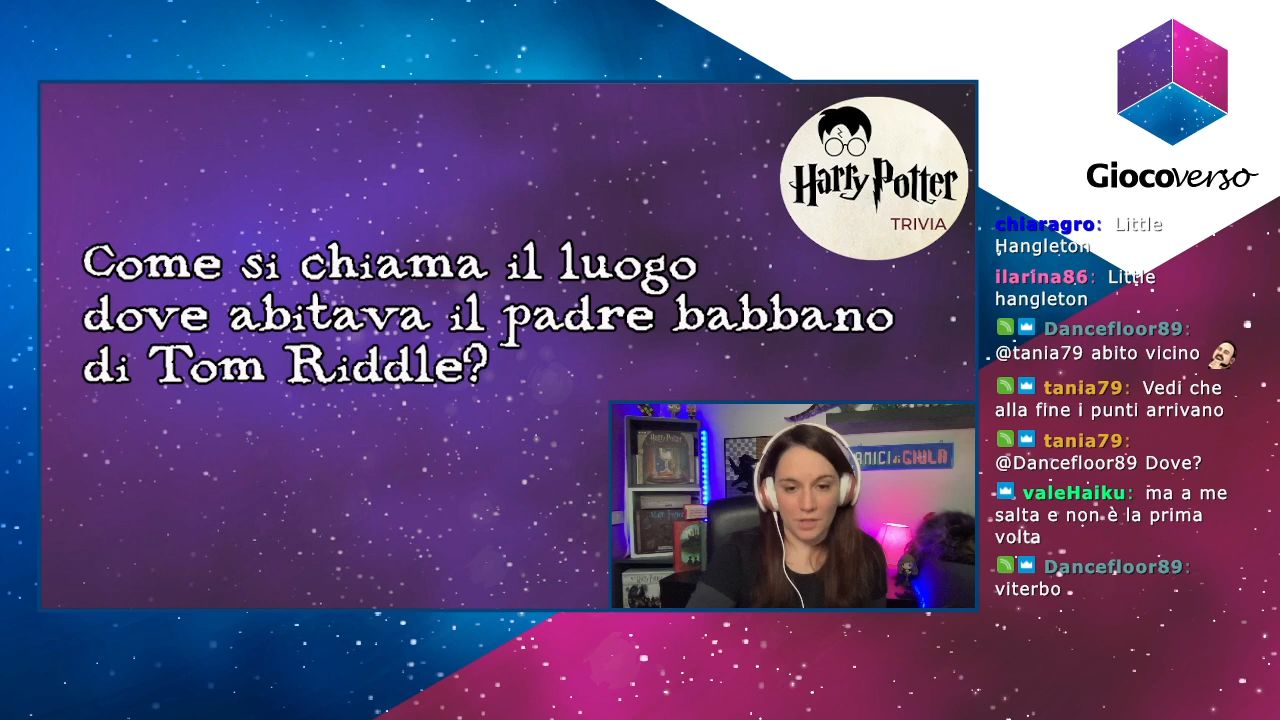 Come si chiama il luogo
dove abitava il padre babbano
di Tom Riddle?
Harry Potter
TRIVIA
AMICI di GIULÀ
Giocoverso
chiaragro: Little
Hangleton
ilarina86: Little
hangleton
Dancefloor89:
@tania79 abito vicino
tania79: Vedi che
alla fine i punti arrivano
tania79:
@Dancefloor89 Dove?
valeHaiku: ma a me
salta e non è la prima
volta
Dancefloor89:
viterbo